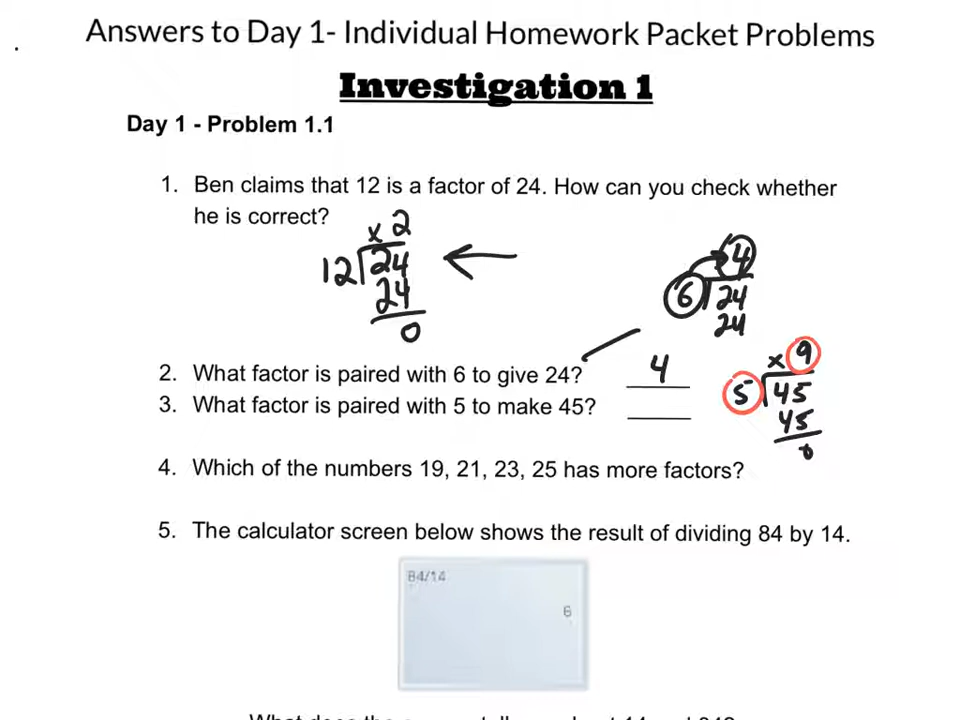 Answers to Day 1- Individual Homework Packet Problems
Investigation 1
Day 1 - Problem 1.1
1. Ben claims that 12 is a factor of 24. How can you check whether
he is correct?
x 2
12 24
24
0
4
6 24
24
2. What factor is paired with 6 to give 24? 4
3. What factor is paired with 5 to make 45?
x 9
5 45
45
0
4. Which of the numbers 19, 21, 23, 25 has more factors?
5. The calculator screen below shows the result of dividing 84 by 14.
84/14
6